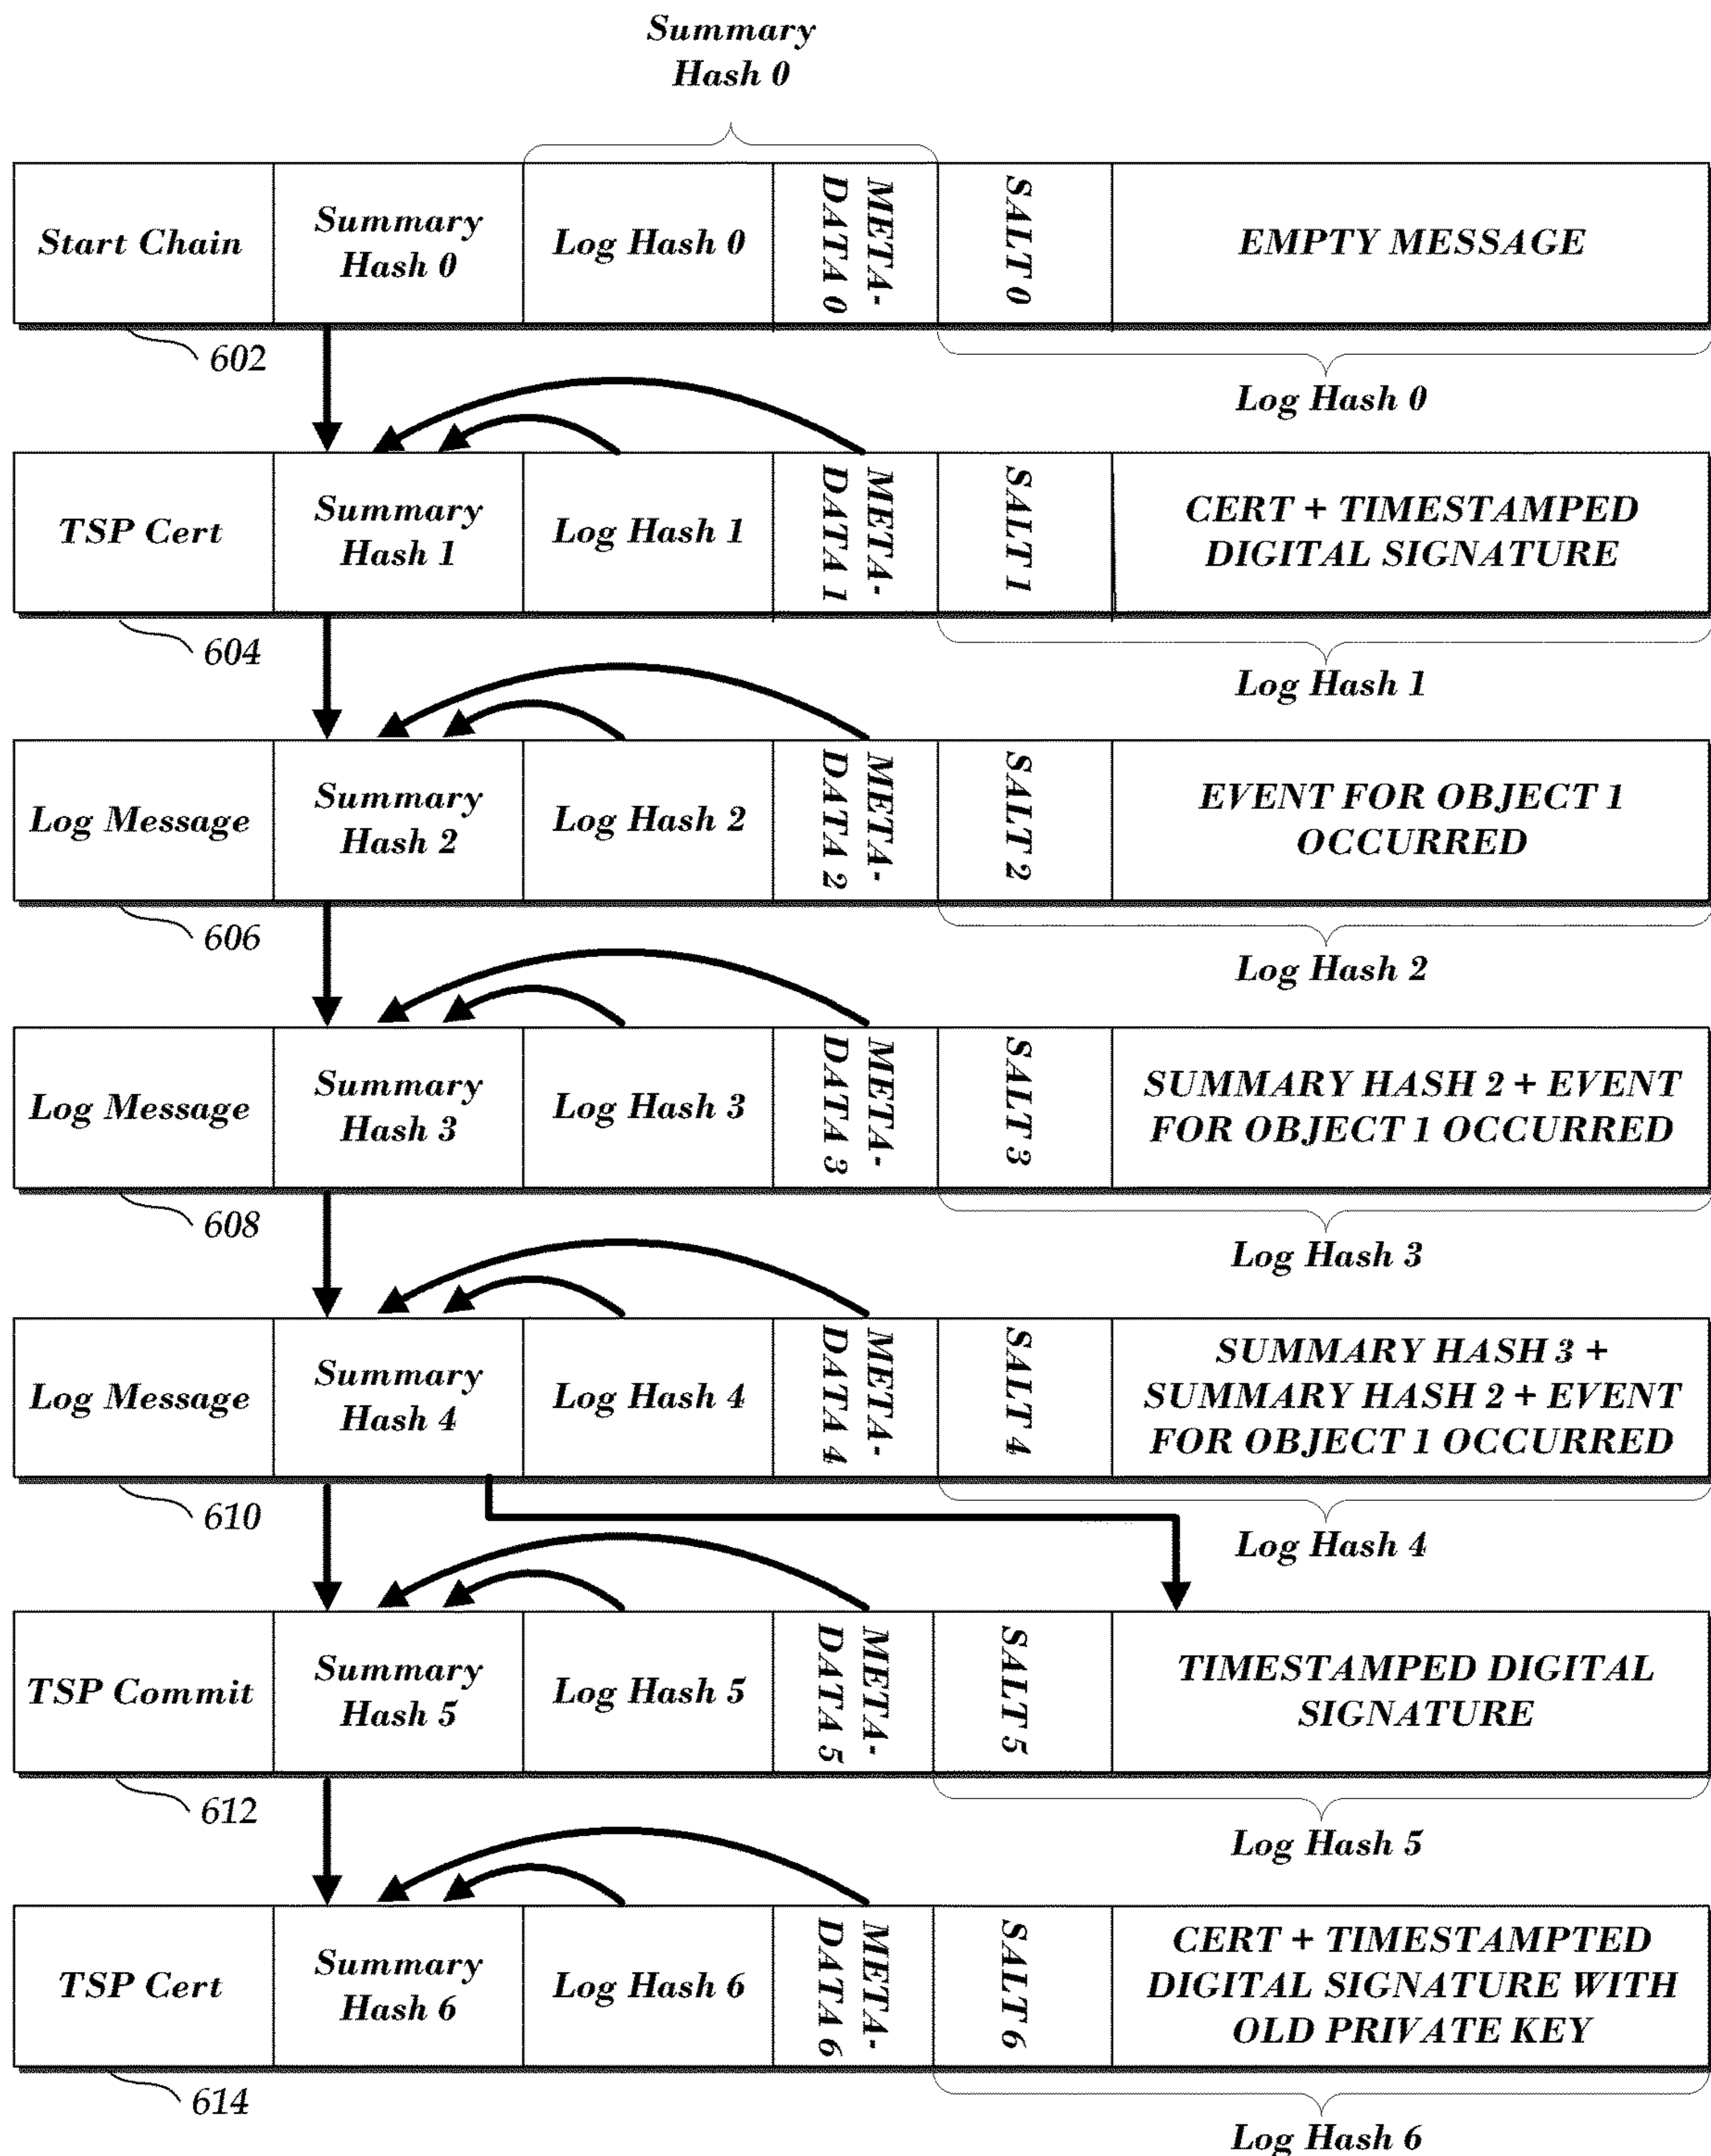 Summary
Hash 0
Start Chain
Summary
Hash 0
Log Hash 0
META-
DATA 0
SALT 0
EMPTY MESSAGE
602
Log Hash 0
TSP Cert
Summary
Hash 1
Log Hash 1
META-
DATA 1
SALT 1
CERT + TIMESTAMPED
DIGITAL SIGNATURE
604
Log Hash 1
Log Message
Summary
Hash 2
Log Hash 2
META-
DATA 2
SALT 2
EVENT FOR OBJECT 1
OCCURRED
606
Log Hash 2
Log Message
Summary
Hash 3
Log Hash 3
META-
DATA 3
SALT 3
SUMMARY HASH 2 + EVENT
FOR OBJECT 1 OCCURRED
608
Log Hash 3
Log Message
Summary
Hash 4
Log Hash 4
META-
DATA 4
SALT 4
SUMMARY HASH 3 +
SUMMARY HASH 2 + EVENT
FOR OBJECT 1 OCCURRED
610
Log Hash 4
TSP Commit
Summary
Hash 5
Log Hash 5
META-
DATA 5
SALT 5
TIMESTAMPED DIGITAL
SIGNATURE
612
Log Hash 5
TSP Cert
Summary
Hash 6
Log Hash 6
META-
DATA 6
SALT 6
CERT + TIMESTAMPTED
DIGITAL SIGNATURE WITH
OLD PRIVATE KEY
614
Log Hash 6